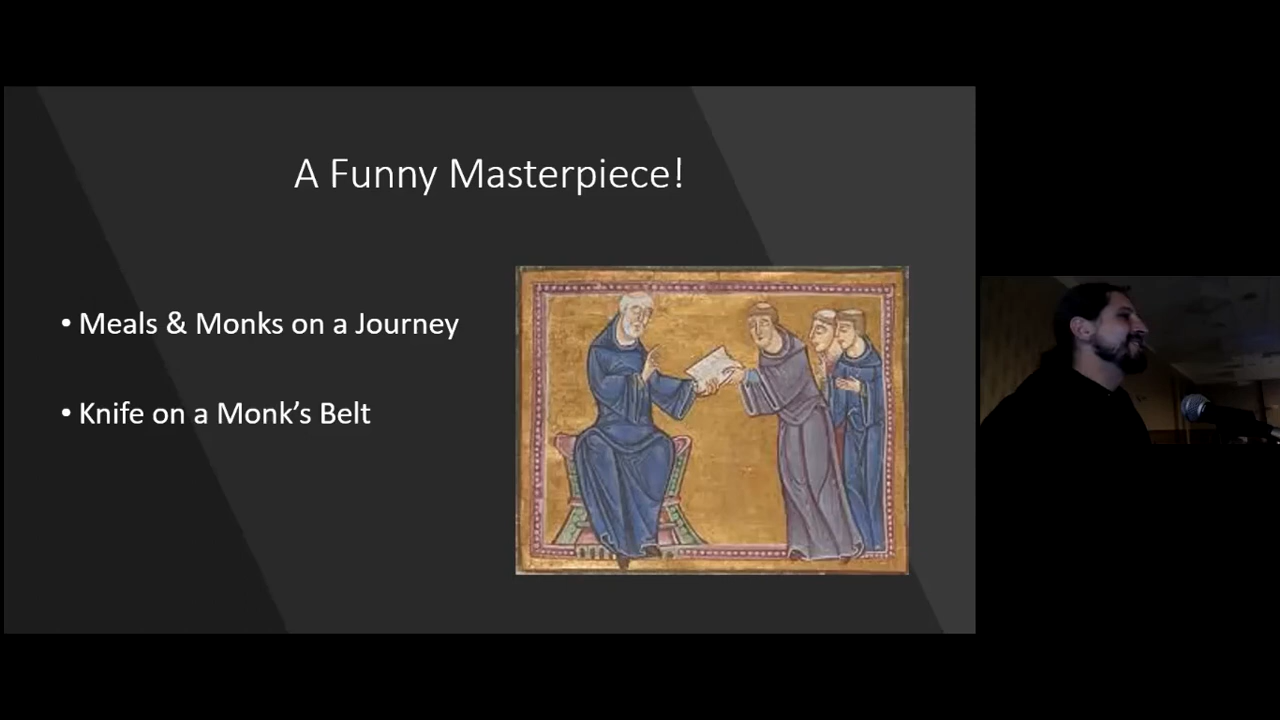 A Funny Masterpiece!
• Meals & Monks on a Journey
• Knife on a Monk’s Belt